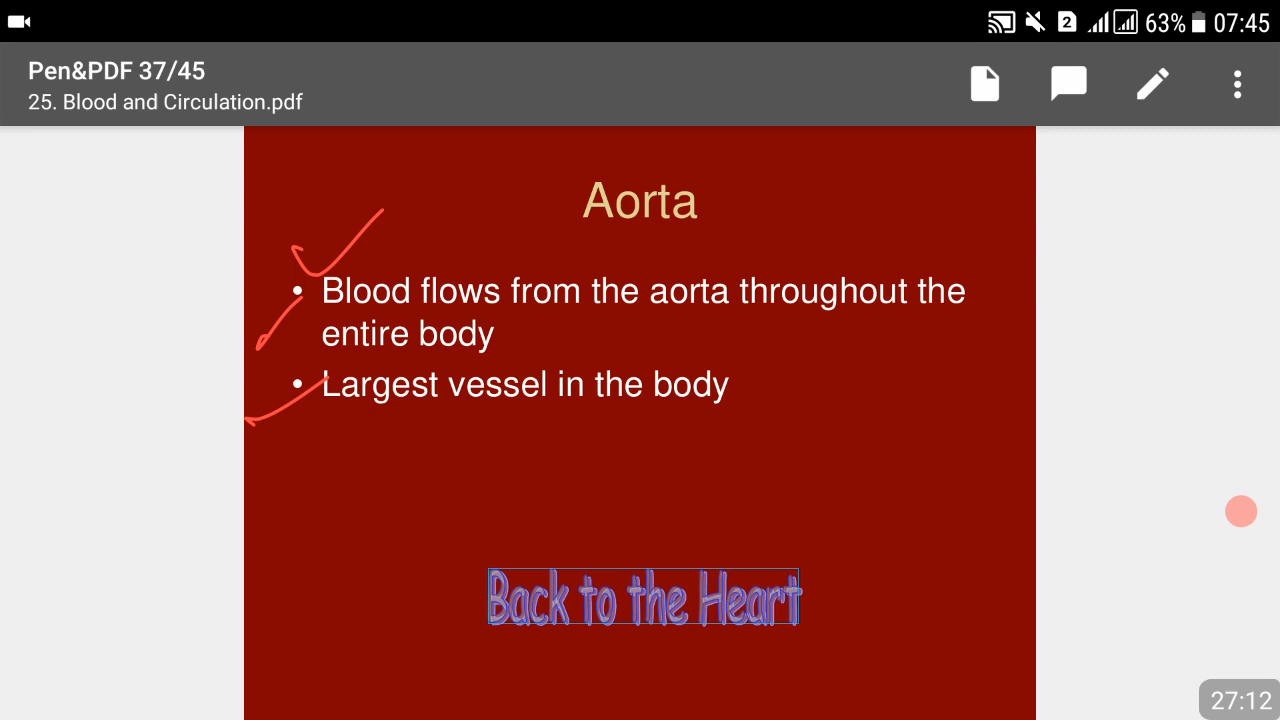 2 63% 07:45
Pen&PDF 37/45
25. Blood and Circulation.pdf
Aorta
• Blood flows from the aorta throughout the
entire body
• Largest vessel in the body
Back to the Heart
27:12